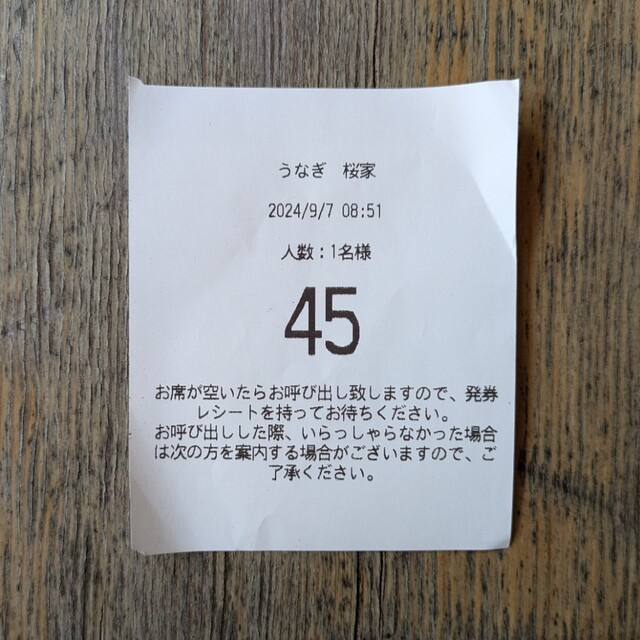 うなぎ　桜家
2024/9/7 08:51
人数：1名様
45
お席が空いたらお呼び出し致しますので、発券
レシートを持ってお待ちください。
お呼び出しした際、いらっしゃらなかった場合
は次の方を案内する場合がございますので、ご
了承ください。